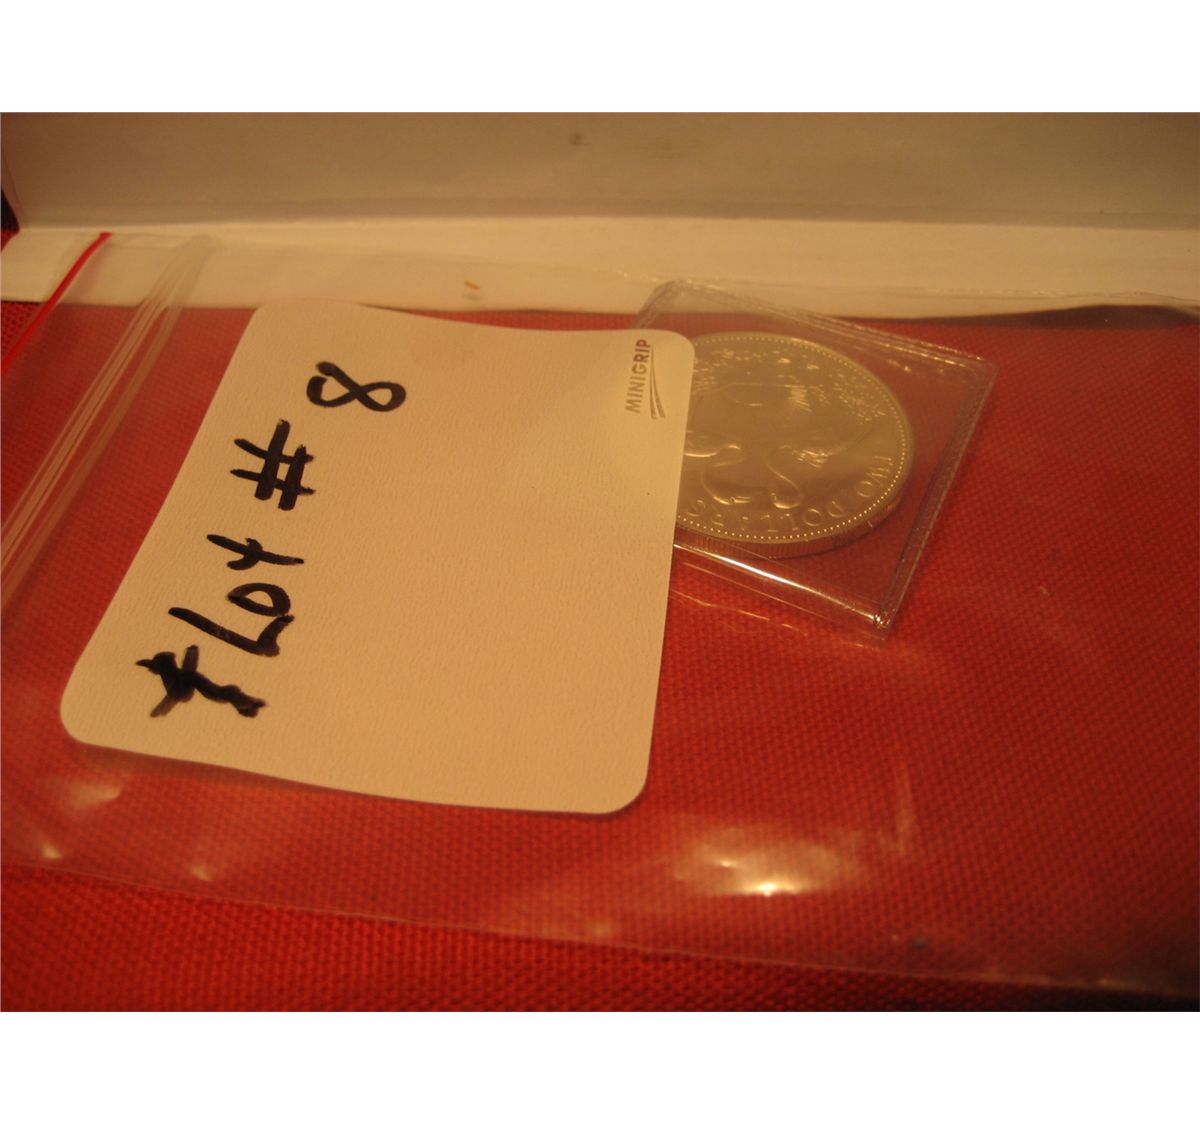 Lot # 8
MINIGRIP
TWO DOLLARS